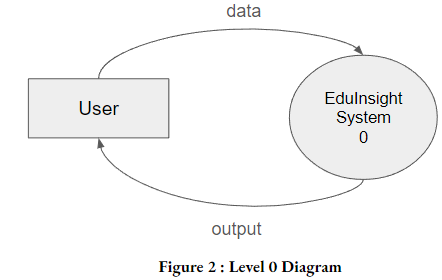 data
User
EduInsight
System
0
output
Figure 2 : Level 0 Diagram